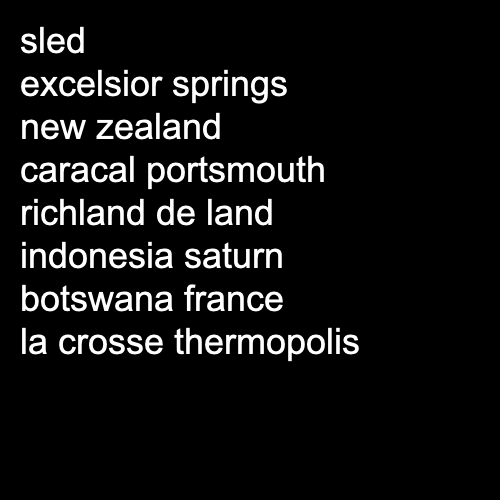 sled
excelsior springs
new zealand
caracal portsmouth
richland de land
indonesia saturn
botswana france
la crosse thermopolis